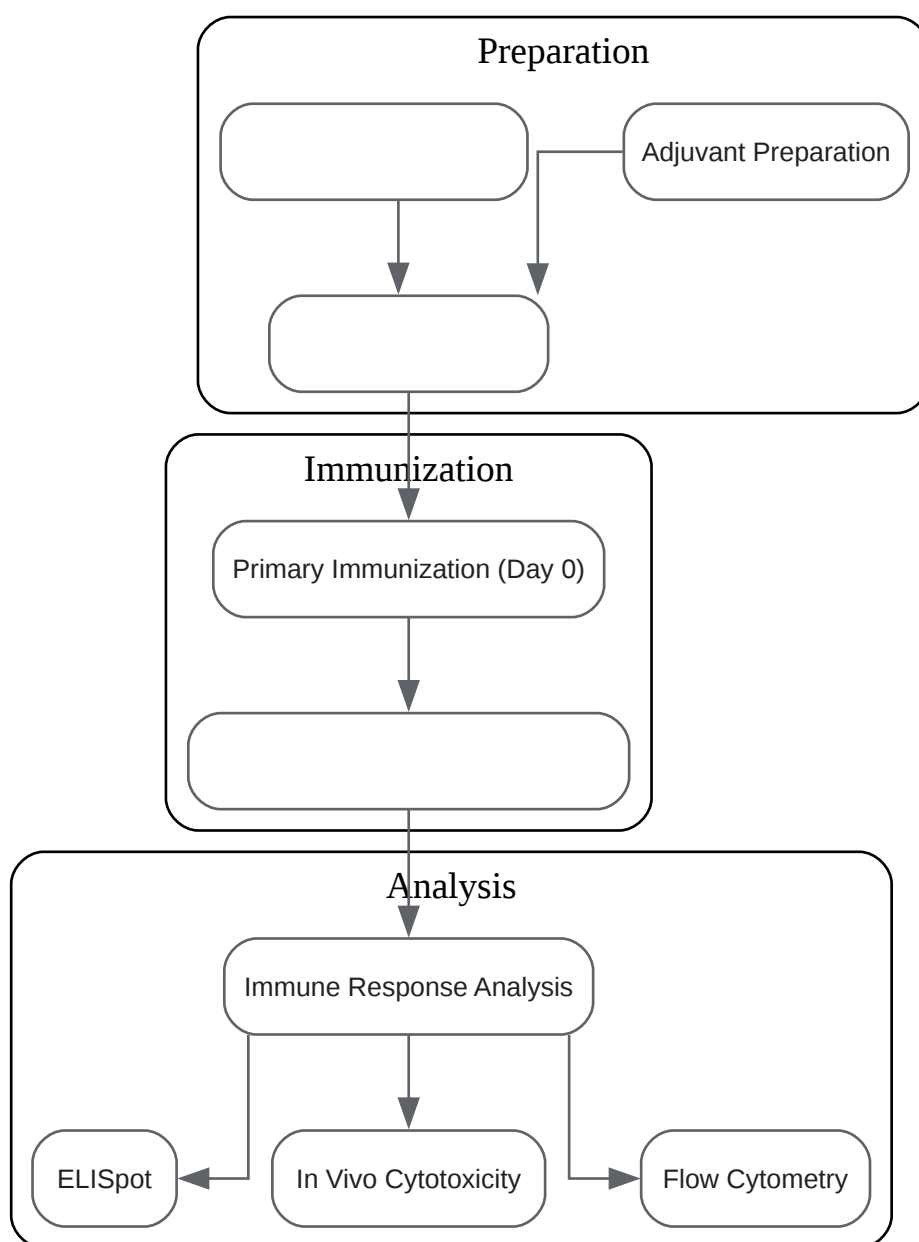 Preparation
Adjuvant Preparation
Immunization
Primary Immunization (Day 0)
Analysis
Immune Response Analysis
ELISpot
In Vivo Cytotoxicity
Flow Cytometry